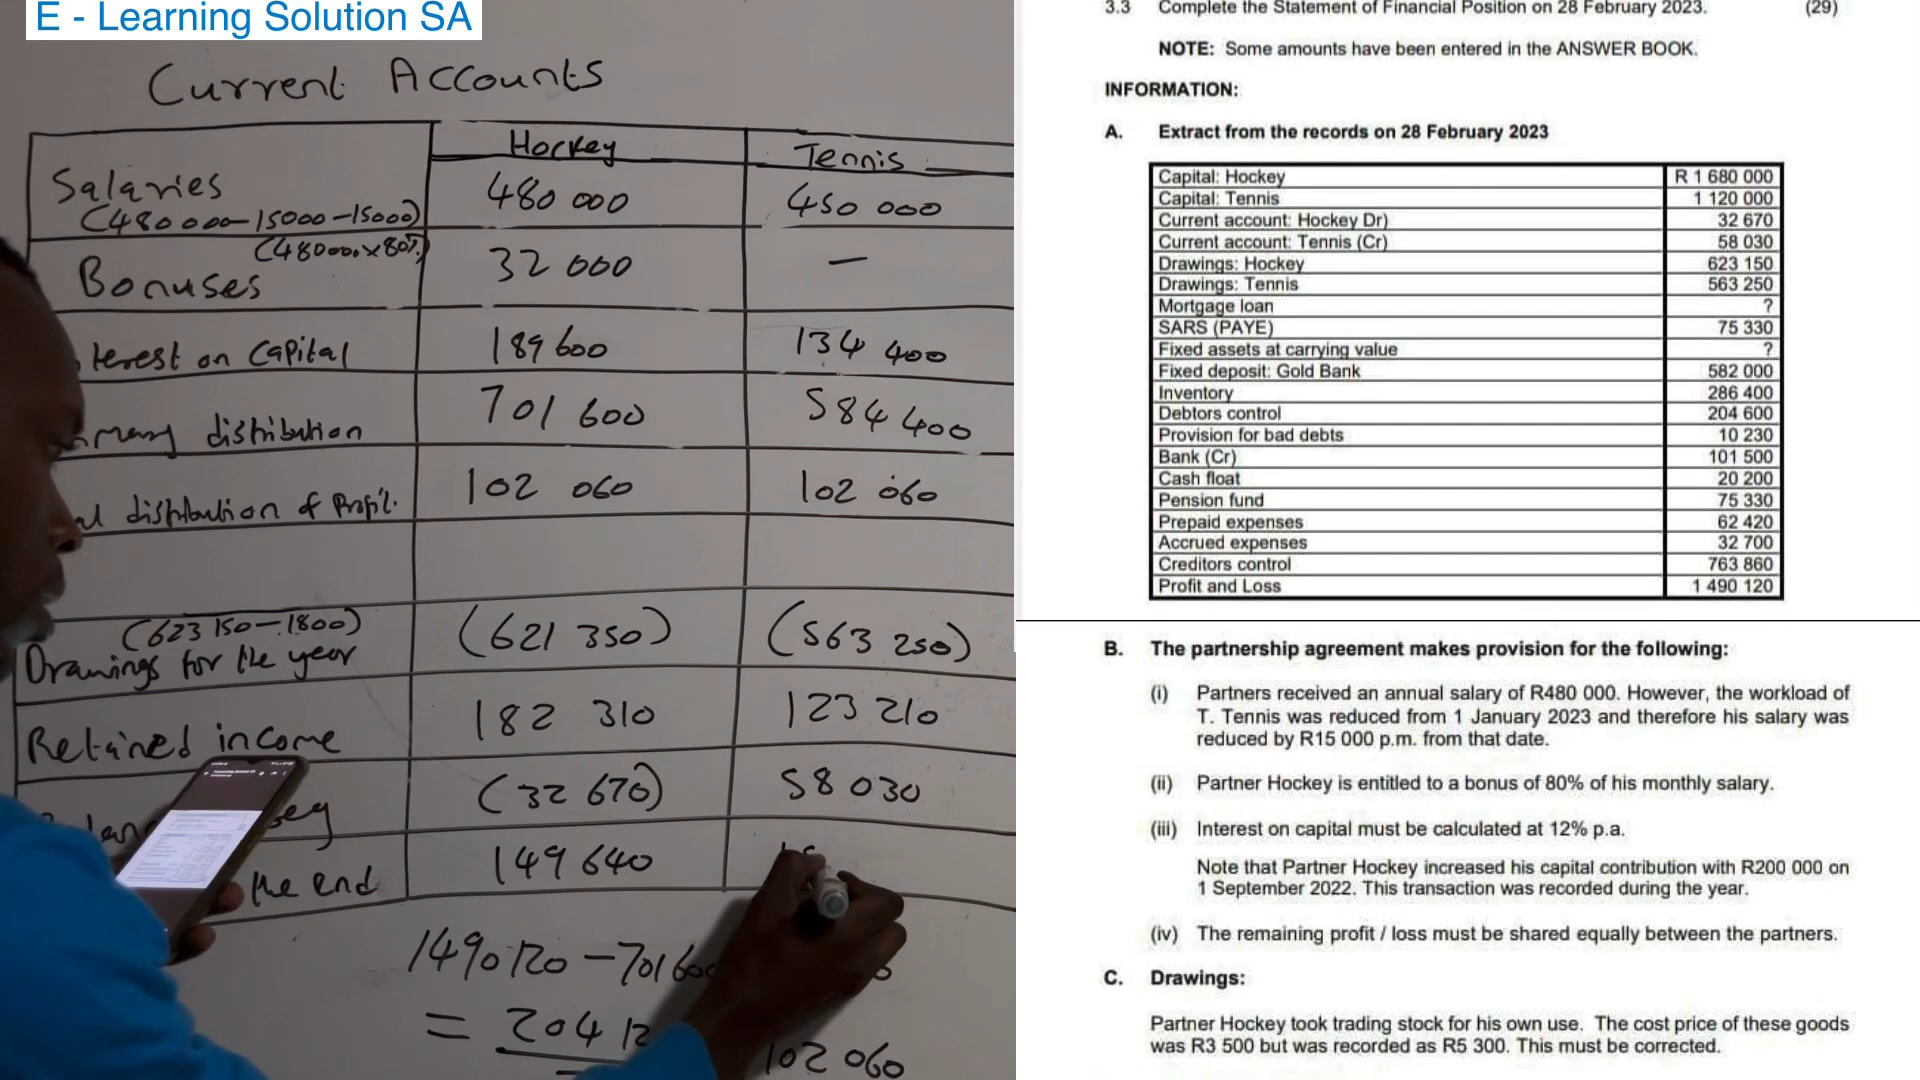 E - Learning Solution SA
Current Accounts
Hockey Tennis
Salaries 480 000 450 000
(480 000 - 15000 - 15000)
(480000 x 80%)
Bonuses 32 000 —
terest on Capital 189 600 134 400
distribution 701 600 584 400
distribution of Profit. 102 060 102 060
(623 150 - 1800)
Drawings for the year (621 350) (563 250)
Retained income 182 310 123 210
(32 670) 58 030
the end 149 640
1490120 - 701600
= 204 12
102 060
3.3 Complete the Statement of Financial Position on 28 February 2023. (29)
NOTE: Some amounts have been entered in the ANSWER BOOK.
INFORMATION:
A. Extract from the records on 28 February 2023
Capital: Hockey R 1 680 000
Capital: Tennis 1 120 000
Current account: Hockey Dr) 32 670
Current account: Tennis (Cr) 58 030
Drawings: Hockey 623 150
Drawings: Tennis 563 250
Mortgage loan ?
SARS (PAYE) 75 330
Fixed assets at carrying value ?
Fixed deposit: Gold Bank 582 000
Inventory 286 400
Debtors control 204 600
Provision for bad debts 10 230
Bank (Cr) 101 500
Cash float 20 200
Pension fund 75 330
Prepaid expenses 62 420
Accrued expenses 32 700
Creditors control 763 860
Profit and Loss 1 490 120
B. The partnership agreement makes provision for the following:
(i) Partners received an annual salary of R480 000. However, the workload of
T. Tennis was reduced from 1 January 2023 and therefore his salary was
reduced by R15 000 p.m. from that date.
(ii) Partner Hockey is entitled to a bonus of 80% of his monthly salary.
(iii) Interest on capital must be calculated at 12% p.a.
Note that Partner Hockey increased his capital contribution with R200 000 on
1 September 2022. This transaction was recorded during the year.
(iv) The remaining profit / loss must be shared equally between the partners.
C. Drawings:
Partner Hockey took trading stock for his own use. The cost price of these goods
was R3 500 but was recorded as R5 300. This must be corrected.